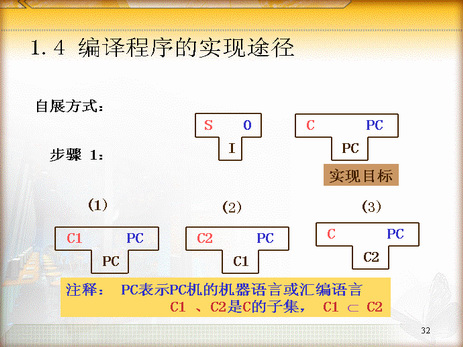 1.4 编译程序的实现途径
自展方式：
S O
I
C PC
PC
步骤 1：
实现目标
(1)
(2)
(3)
C1 PC
PC
C2 PC
C1
C PC
C2
注释： PC表示PC机的机器语言或汇编语言
C1 、C2是C的子集， C1 ⊂ C2
32